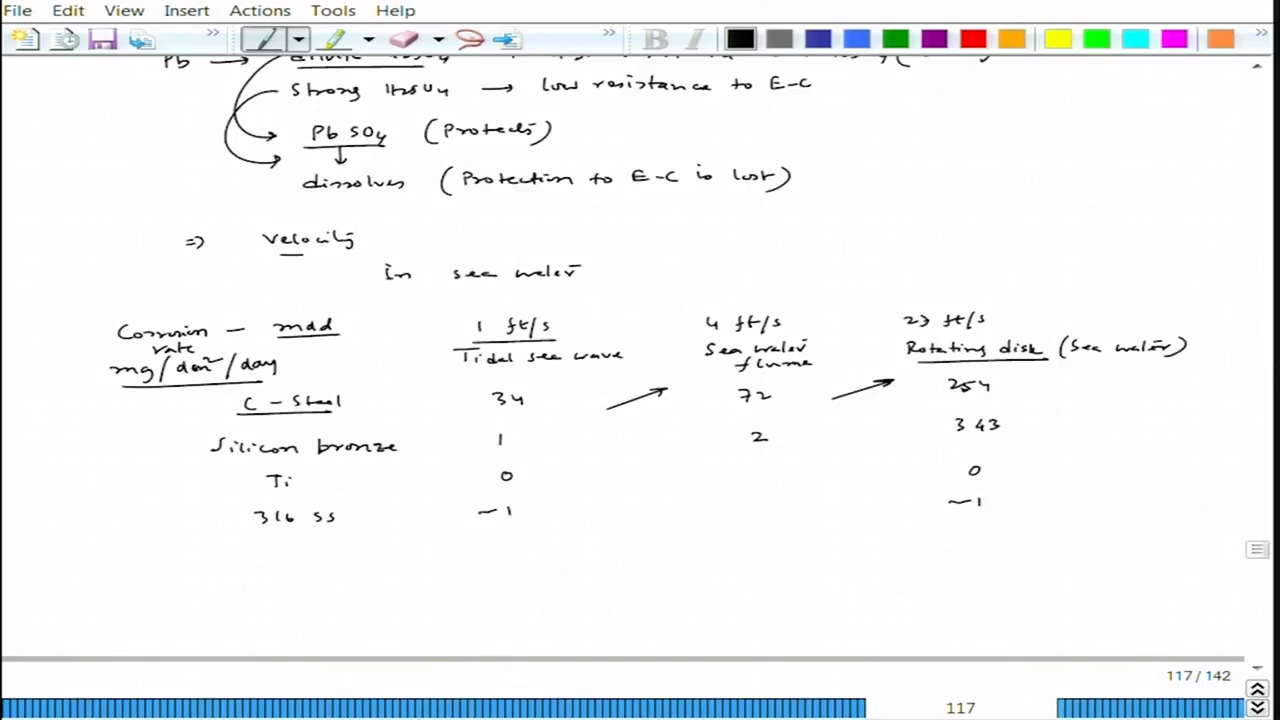 File Edit View Insert Actions Tools Help
Pb → dilute H2SO4
Strong H2SO4 → low resistance to E-C
PbSO4 (Protects)
dissolves (Protection to E-C is lost)
⇒ velocity
in sea water
Corrosion rate – mdd 1 ft/s 4 ft/s 27 ft/s
mg/dm²/day Tidal sea wave Sea water flume Rotating disk (sea water)
C-Steel 34 72 254
Silicon bronze 1 2 343
Ti 0 0
316 SS ~1 ~1
117 / 142
117